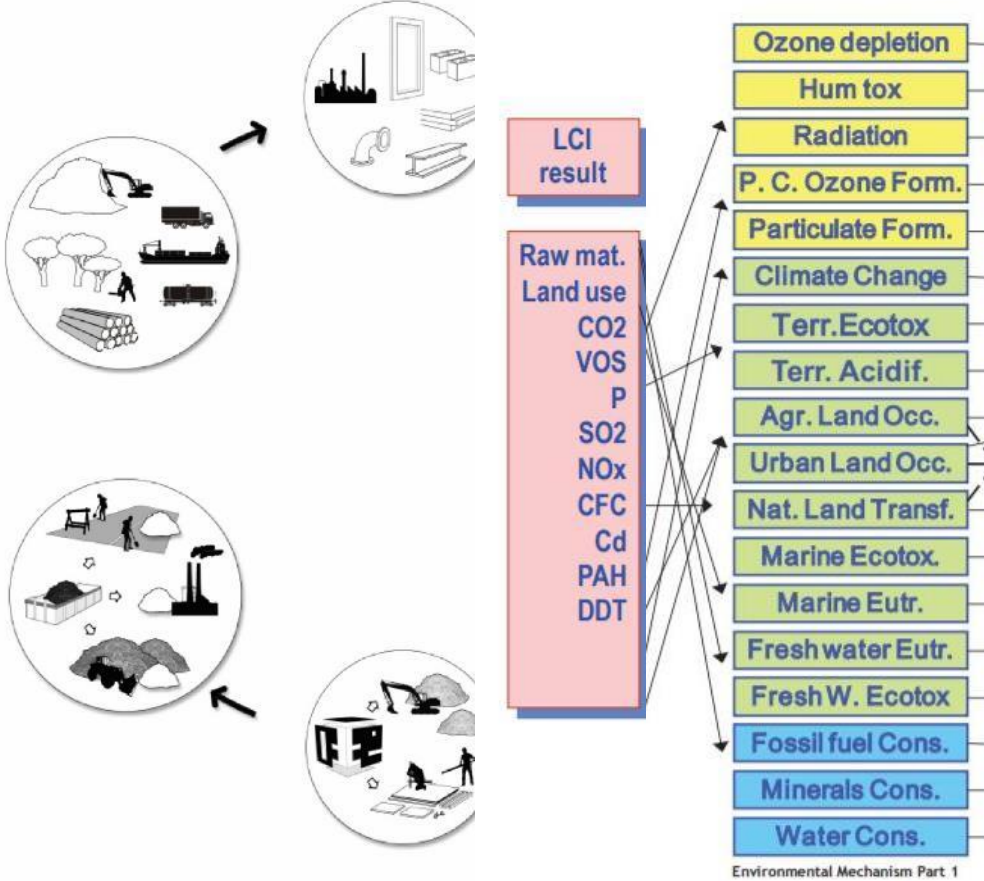 LCI
result
Raw mat.
Land use
CO2
VOS
P
SO2
NOx
CFC
Cd
PAH
DDT
Ozone depletion
Hum tox
Radiation
P. C. Ozone Form.
Particulate Form.
Climate Change
Terr.Ecotox
Terr. Acidif.
Agr. Land Occ.
Urban Land Occ.
Nat. Land Transf.
Marine Ecotox.
Marine Eutr.
Freshwater Eutr.
Fresh W. Ecotox
Fossil fuel Cons.
Minerals Cons.
Water Cons.
Environmental Mechanism Part 1